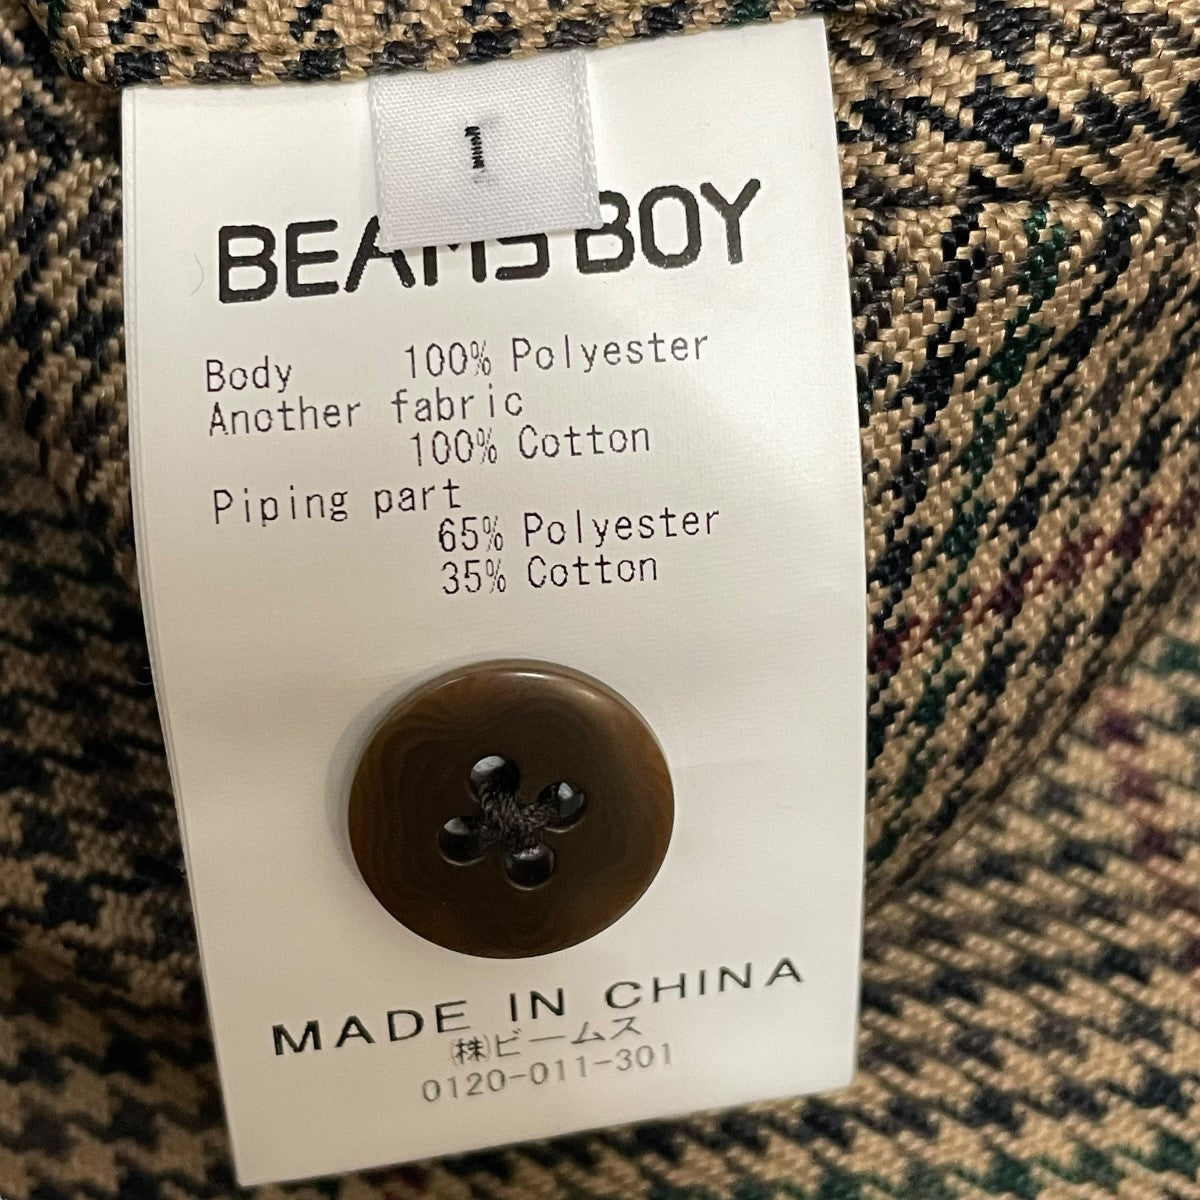 1
BEAMS BOY
Body 100% Polyester
Another fabric
100% Cotton
Piping part
65% Polyester
35% Cotton
MADE IN CHINA
㈱ビームス
0120-011-301